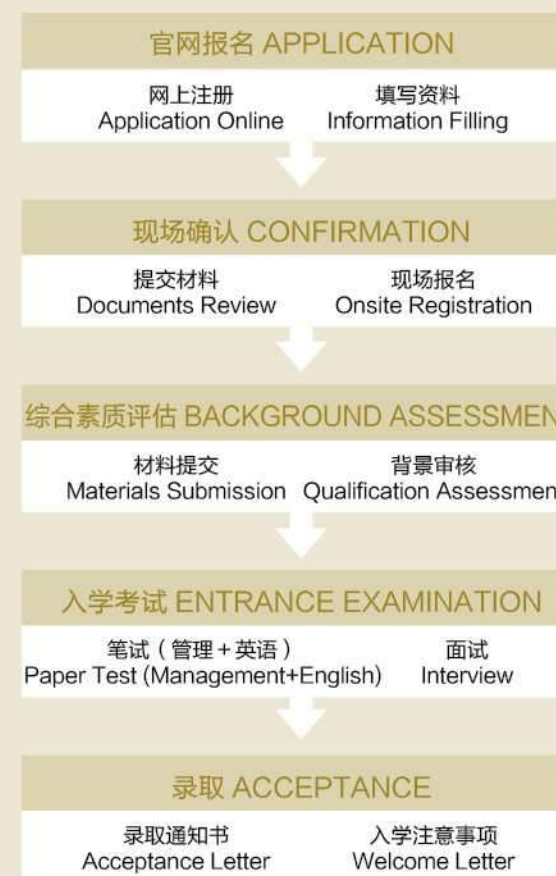 官网报名 APPLICATION
网上注册 填写资料
Application Online Information Filling
现场确认 CONFIRMATION
提交材料 现场报名
Documents Review Onsite Registration
综合素质评估 BACKGROUND ASSESSMEN
材料提交 背景审核
Materials Submission Qualification Assessmen
入学考试 ENTRANCE EXAMINATION
笔试（管理+英语） 面试
Paper Test (Management+English) Interview
录取 ACCEPTANCE
录取通知书 入学注意事项
Acceptance Letter Welcome Letter